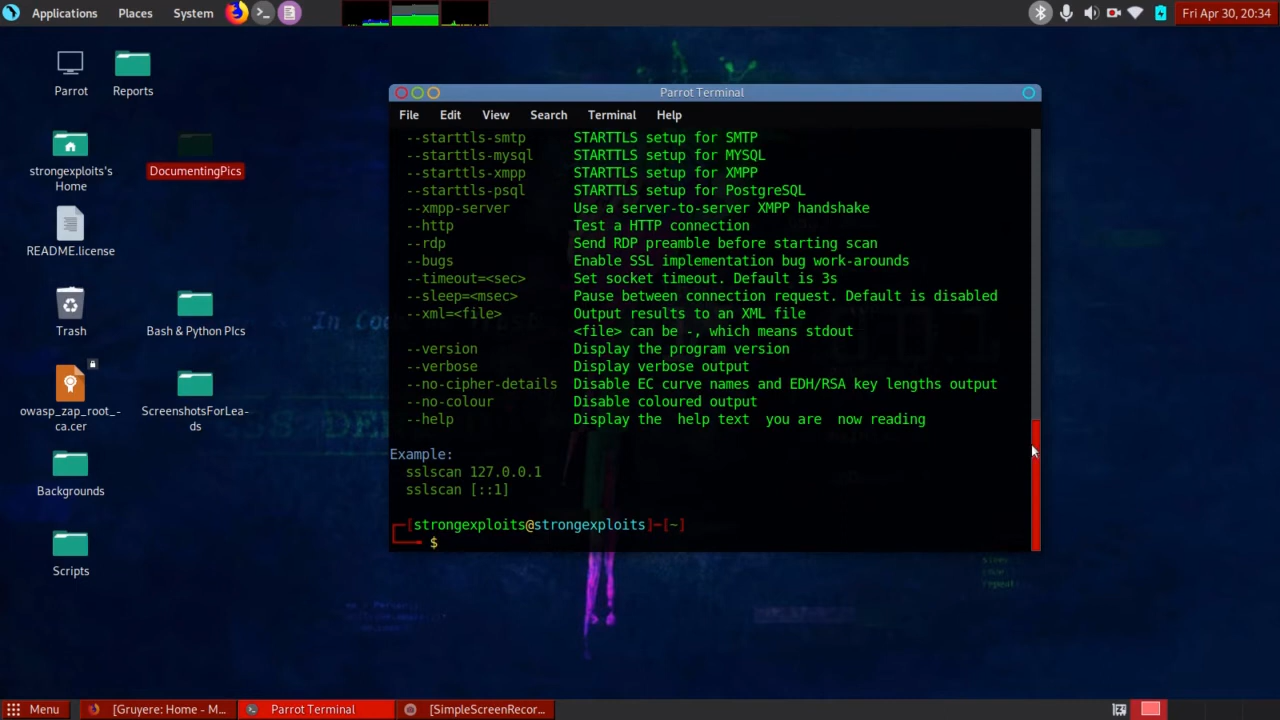 Applications Places System
Fri Apr 30, 20:34
Parrot
Reports
strongexploits's
Home
DocumentingPics
README.license
Trash
Bash & Python PIcs
owasp_zap_root_-
ca.cer
ScreenshotsForLea-
ds
Backgrounds
Scripts
Parrot Terminal
File Edit View Search Terminal Help
--starttls-smtp STARTTLS setup for SMTP
--starttls-mysql STARTTLS setup for MYSQL
--starttls-xmpp STARTTLS setup for XMPP
--starttls-psql STARTTLS setup for PostgreSQL
--xmpp-server Use a server-to-server XMPP handshake
--http Test a HTTP connection
--rdp Send RDP preamble before starting scan
--bugs Enable SSL implementation bug work-arounds
--timeout=<sec> Set socket timeout. Default is 3s
--sleep=<msec> Pause between connection request. Default is disabled
--xml=<file> Output results to an XML file
<file> can be -, which means stdout
--version Display the program version
--verbose Display verbose output
--no-cipher-details Disable EC curve names and EDH/RSA key lengths output
--no-colour Disable coloured output
--help Display the help text you are now reading
Example:
sslscan 127.0.0.1
sslscan [::1]
[strongexploits@strongexploits]-[~]
$
Menu [Gruyere: Home - M... Parrot Terminal [SimpleScreenRecor...